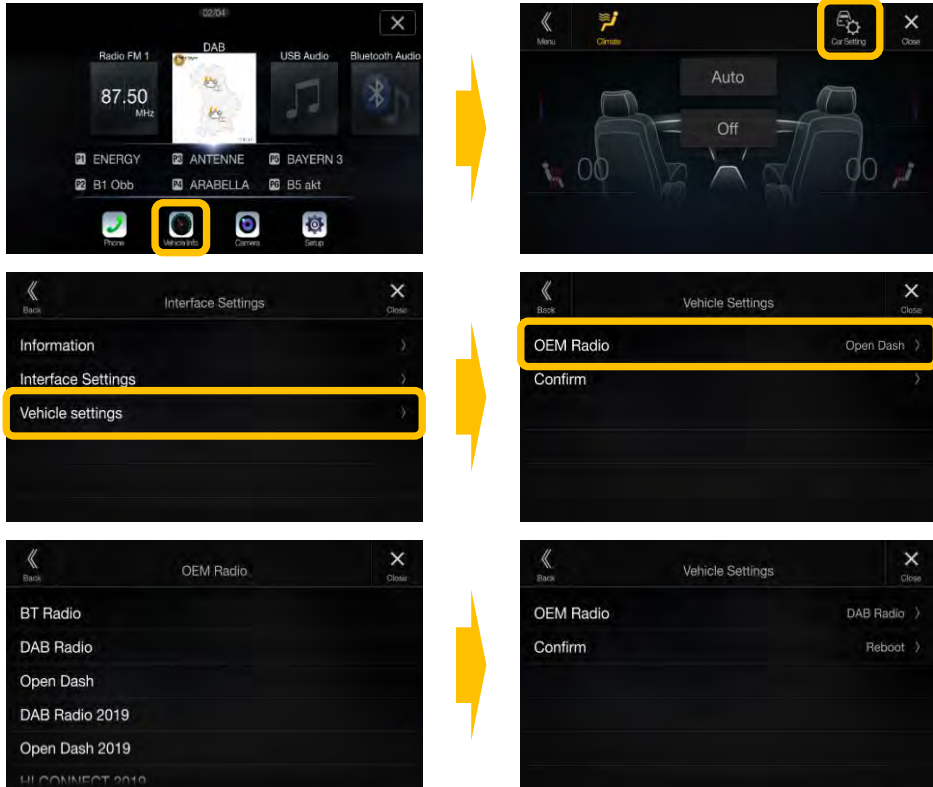 02/04
Radio FM 1
DAB
USB Audio
Bluetooth Audio
87.50
MHz
P1 ENERGY
P3 ANTENNE
P5 BAYERN 3
P2 B1 Obb
P4 ARABELLA
P6 B5 akt
Phone
Vehicle Info
Camera
Setup
Menu
Climate
Car Setting
Close
Auto
Off
00
00
Back
Interface Settings
Close
Information
Interface Settings
Vehicle settings
Back
Vehicle Settings
Close
OEM Radio
Open Dash
Confirm
Back
OEM Radio
Close
BT Radio
DAB Radio
Open Dash
DAB Radio 2019
Open Dash 2019
HI CONNECT 2019
Back
Vehicle Settings
Close
OEM Radio
DAB Radio
Confirm
Reboot